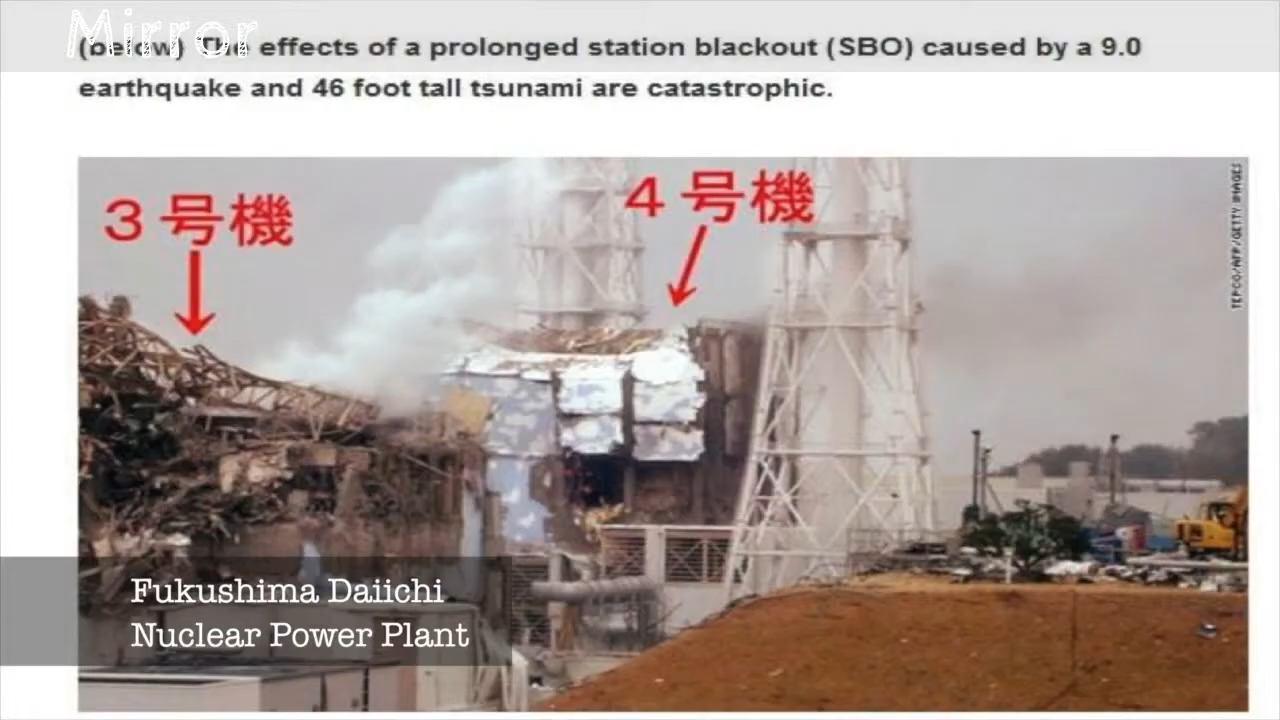 Mirror
(below) The effects of a prolonged station blackout (SBO) caused by a 9.0
earthquake and 46 foot tall tsunami are catastrophic.
３号機
４号機
TEPCO/AFP/GETTY IMAGES
Fukushima Daiichi
Nuclear Power Plant